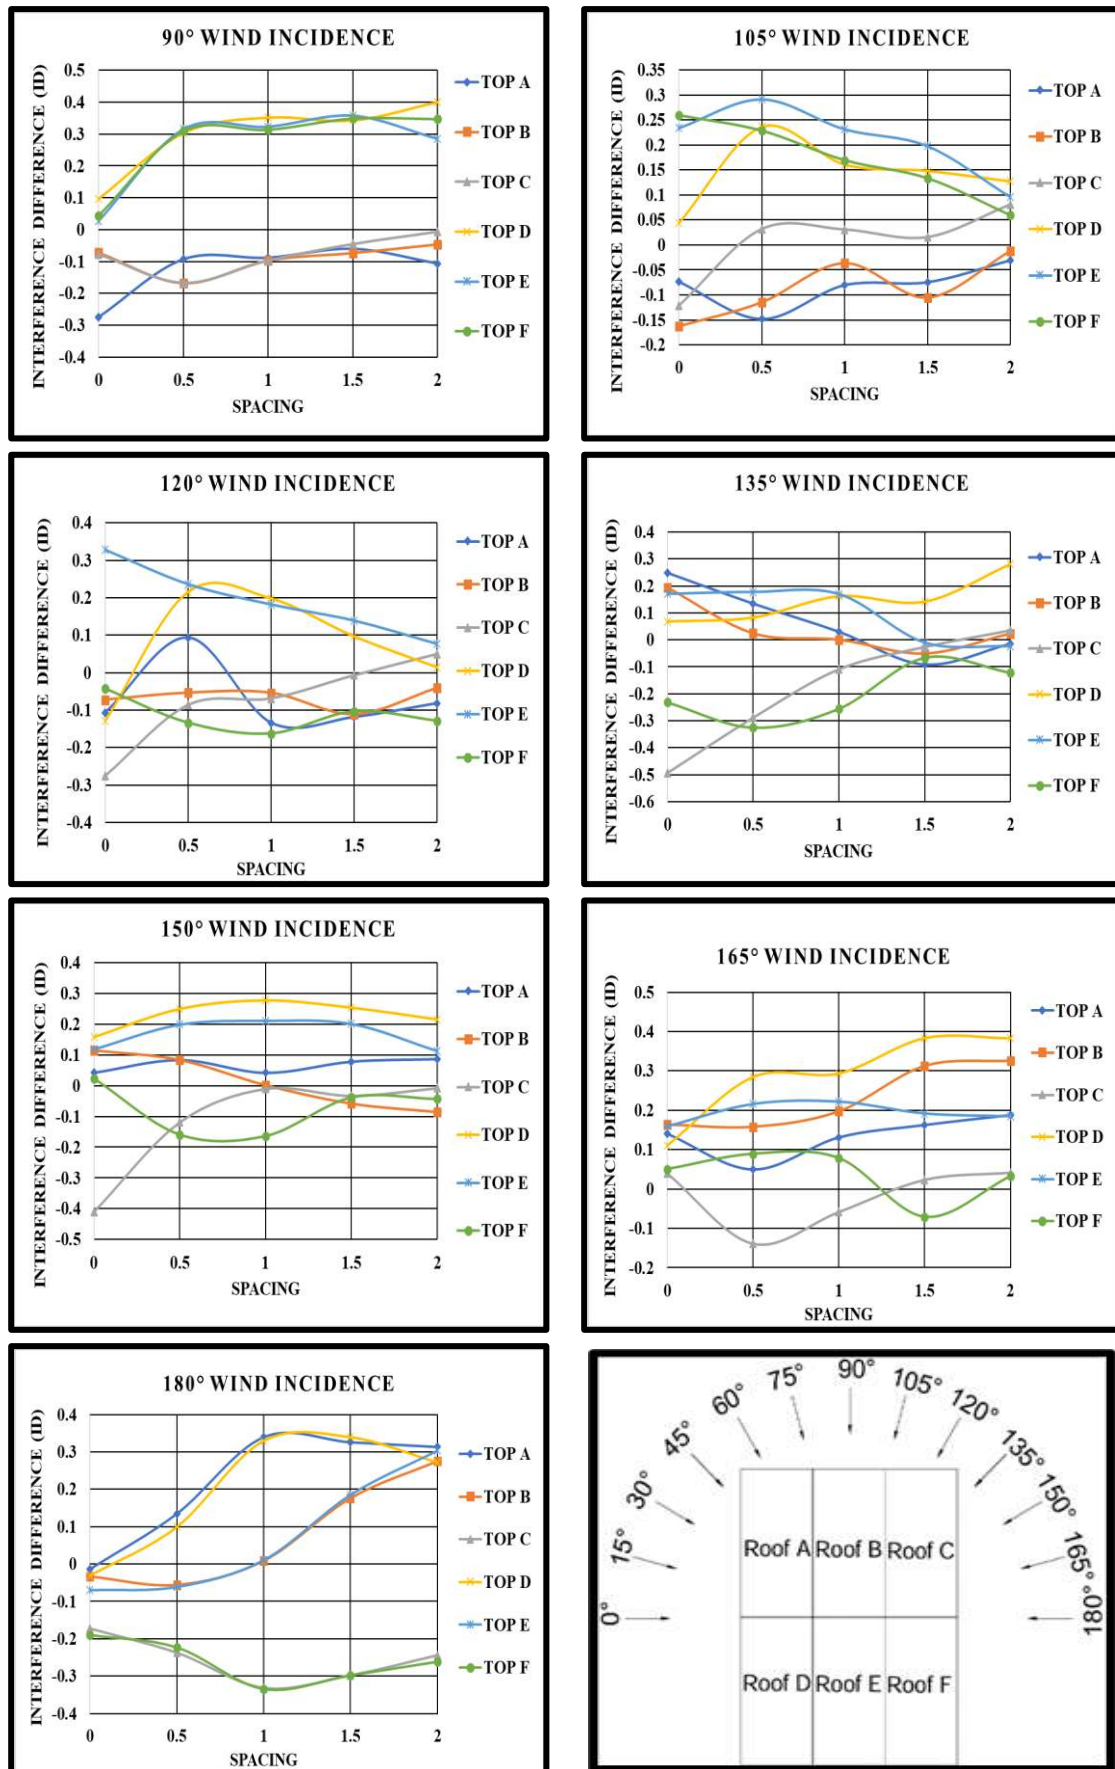 90° WIND INCIDENCE
INTERFERENCE DIFFERENCE (ID)
0.5
0.4
0.3
0.2
0.1
0
-0.1
-0.2
-0.3
-0.4
0 0.5 1 1.5 2
SPACING
TOP A
TOP B
TOP C
TOP D
TOP E
TOP F
105° WIND INCIDENCE
INTERFERENCE DIFFERENCE (ID)
0.35
0.3
0.25
0.2
0.15
0.1
0.05
0
-0.05
-0.1
-0.15
-0.2
0 0.5 1 1.5 2
SPACING
TOP A
TOP B
TOP C
TOP D
TOP E
TOP F
120° WIND INCIDENCE
INTERFERENCE DIFFERENCE (ID)
0.4
0.3
0.2
0.1
0
-0.1
-0.2
-0.3
-0.4
0 0.5 1 1.5 2
SPACING
TOP A
TOP B
TOP C
TOP D
TOP E
TOP F
135° WIND INCIDENCE
INTERFERENCE DIFFERENCE (ID)
0.4
0.3
0.2
0.1
0
-0.1
-0.2
-0.3
-0.4
-0.5
-0.6
0 0.5 1 1.5 2
SPACING
TOP A
TOP B
TOP C
TOP D
TOP E
TOP F
150° WIND INCIDENCE
INTERFERENCE DIFFERENCE (ID)
0.4
0.3
0.2
0.1
0
-0.1
-0.2
-0.3
-0.4
-0.5
0 0.5 1 1.5 2
SPACING
TOP A
TOP B
TOP C
TOP D
TOP E
TOP F
165° WIND INCIDENCE
INTERFERENCE DIFFERENCE (ID)
0.5
0.4
0.3
0.2
0.1
0
-0.1
-0.2
0 0.5 1 1.5 2
SPACING
TOP A
TOP B
TOP C
TOP D
TOP E
TOP F
180° WIND INCIDENCE
INTERFERENCE DIFFERENCE (ID)
0.4
0.3
0.2
0.1
0
-0.1
-0.2
-0.3
-0.4
0 0.5 1 1.5 2
SPACING
TOP A
TOP B
TOP C
TOP D
TOP E
TOP F
0°
15°
30°
45°
60°
75°
90°
105°
120°
135°
150°
165°
180°
Roof A Roof B Roof C
Roof D Roof E Roof F